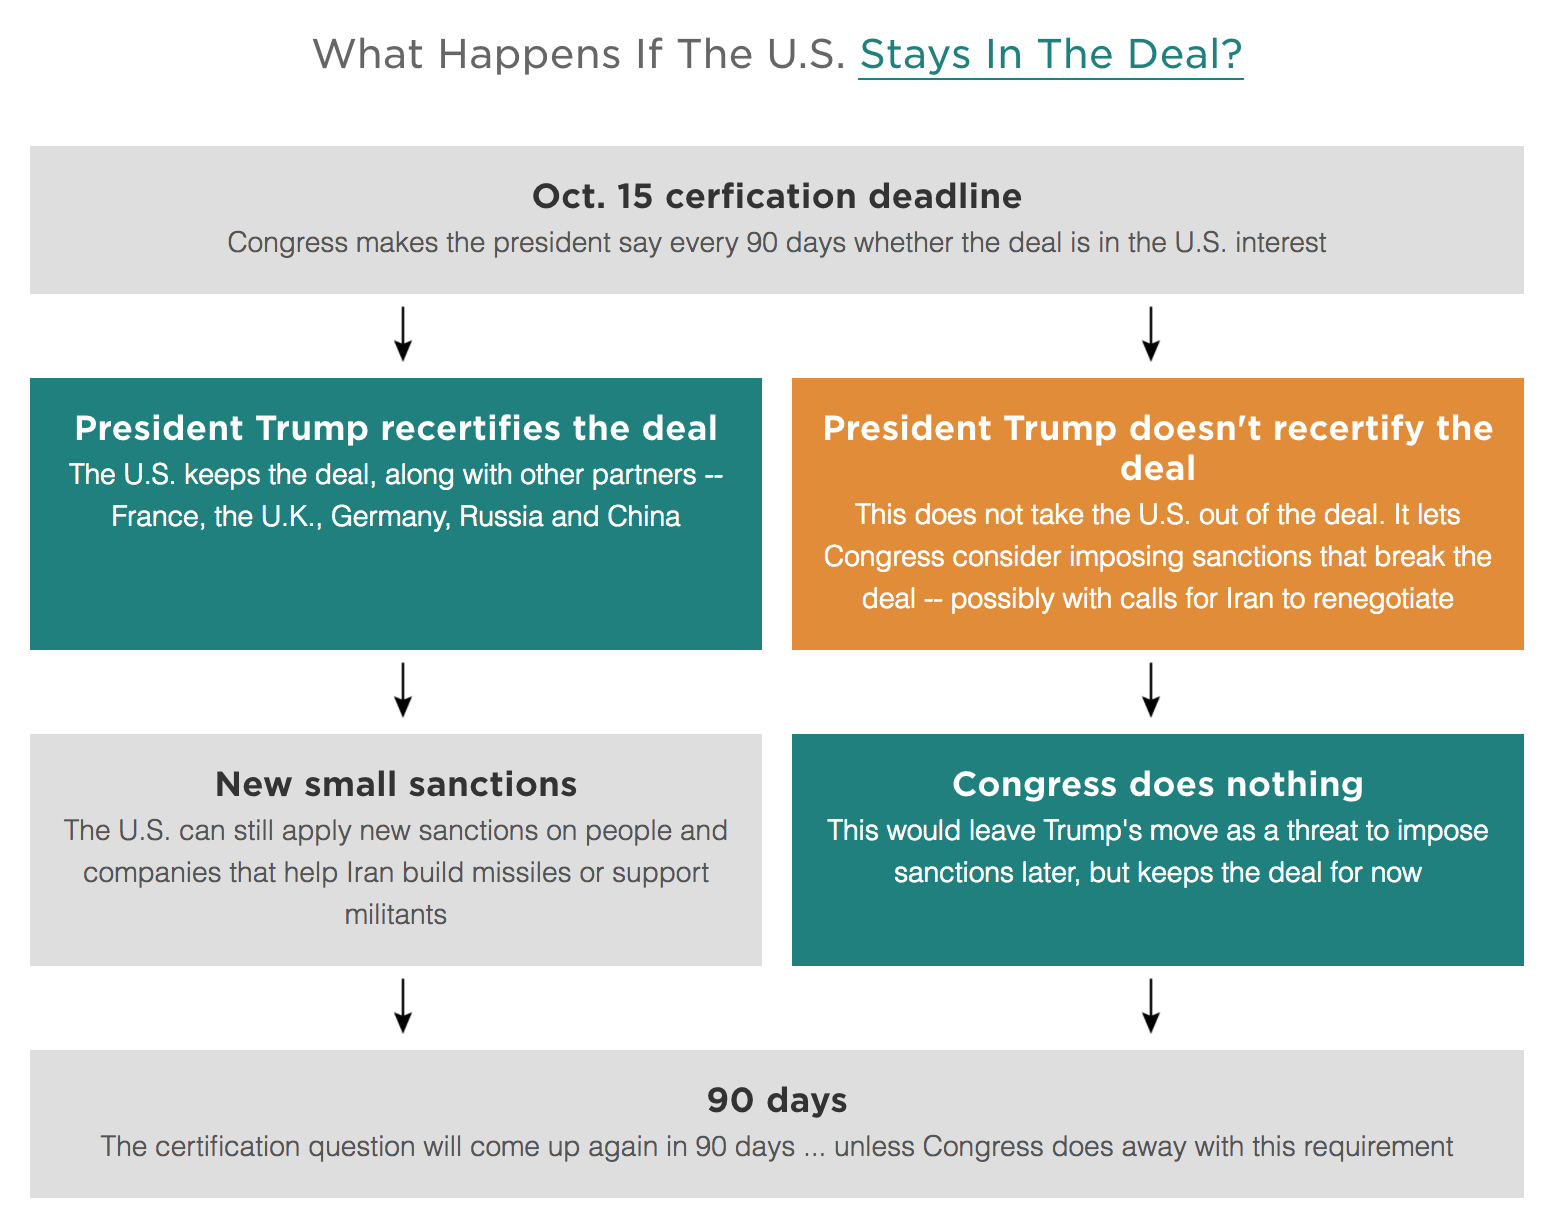 What Happens If The U.S. Stays In The Deal?
Oct. 15 cerfication deadline
Congress makes the president say every 90 days whether the deal is in the U.S. interest
President Trump recertifies the deal
The U.S. keeps the deal, along with other partners --
France, the U.K., Germany, Russia and China
President Trump doesn't recertify the
deal
This does not take the U.S. out of the deal. It lets
Congress consider imposing sanctions that break the
deal -- possibly with calls for Iran to renegotiate
New small sanctions
The U.S. can still apply new sanctions on people and
companies that help Iran build missiles or support
militants
Congress does nothing
This would leave Trump's move as a threat to impose
sanctions later, but keeps the deal for now
90 days
The certification question will come up again in 90 days ... unless Congress does away with this requirement